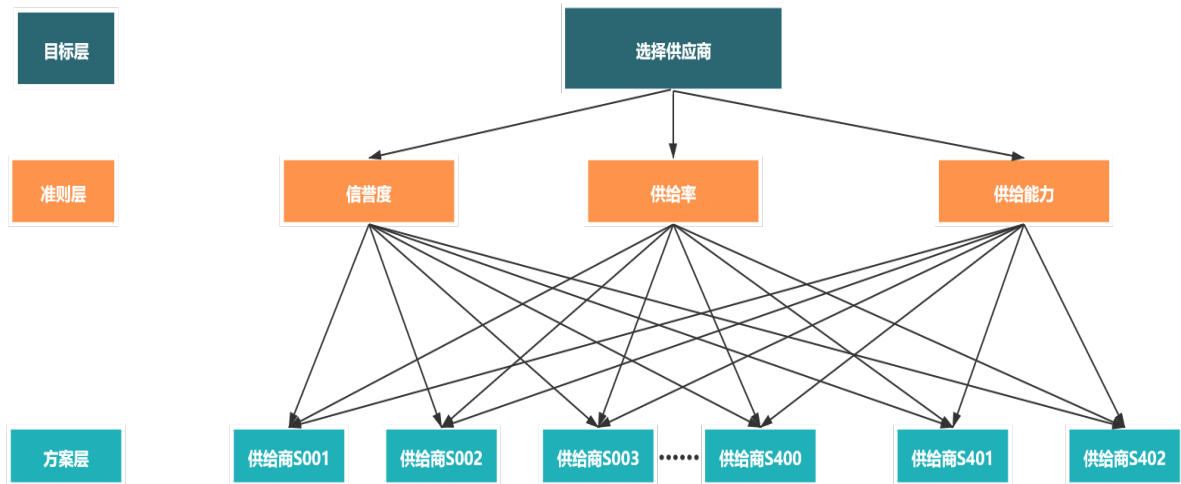 目标层
选择供应商
准则层
信誉度
供给率
供给能力
方案层
供给商S001
供给商S002
供给商S003
······
供给商S400
供给商S401
供给商S402